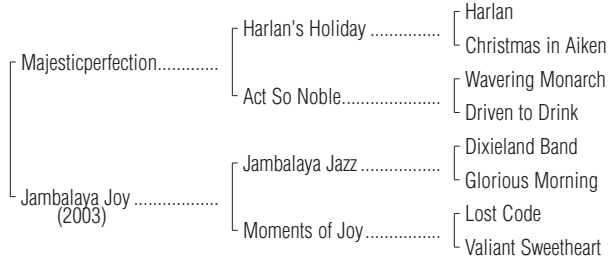 Harlan
Harlan's Holiday ...............
Christmas in Aiken
Majesticperfection.............
Wavering Monarch
Act So Noble.....................
Driven to Drink
Dixieland Band
Jambalaya Jazz .................
Glorious Morning
Jambalaya Joy ..................
(2003)
Lost Code
Moments of Joy................
Valiant Sweetheart